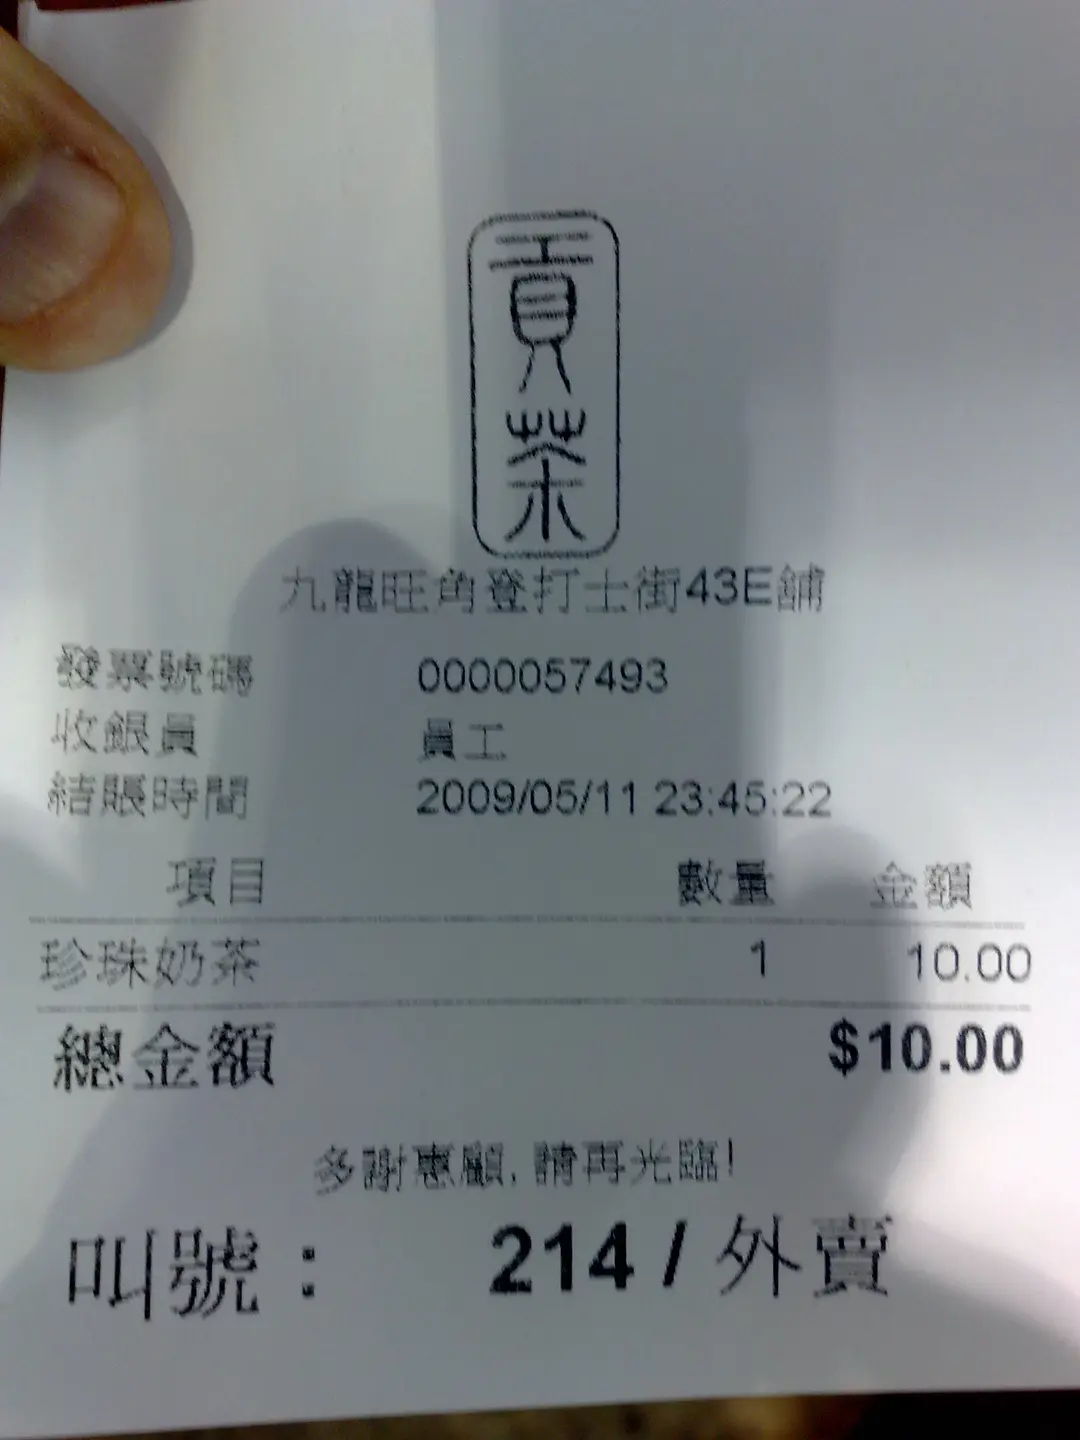 貢茶
九龍旺角登打士街43E舖
發票號碼 0000057493
收銀員 員工
結賬時間 2009/05/11 23:45:22
項目 數量 金額
珍珠奶茶 1 10.00
總金額 $10.00
多謝惠顧,請再光臨!
叫號: 214 / 外賣